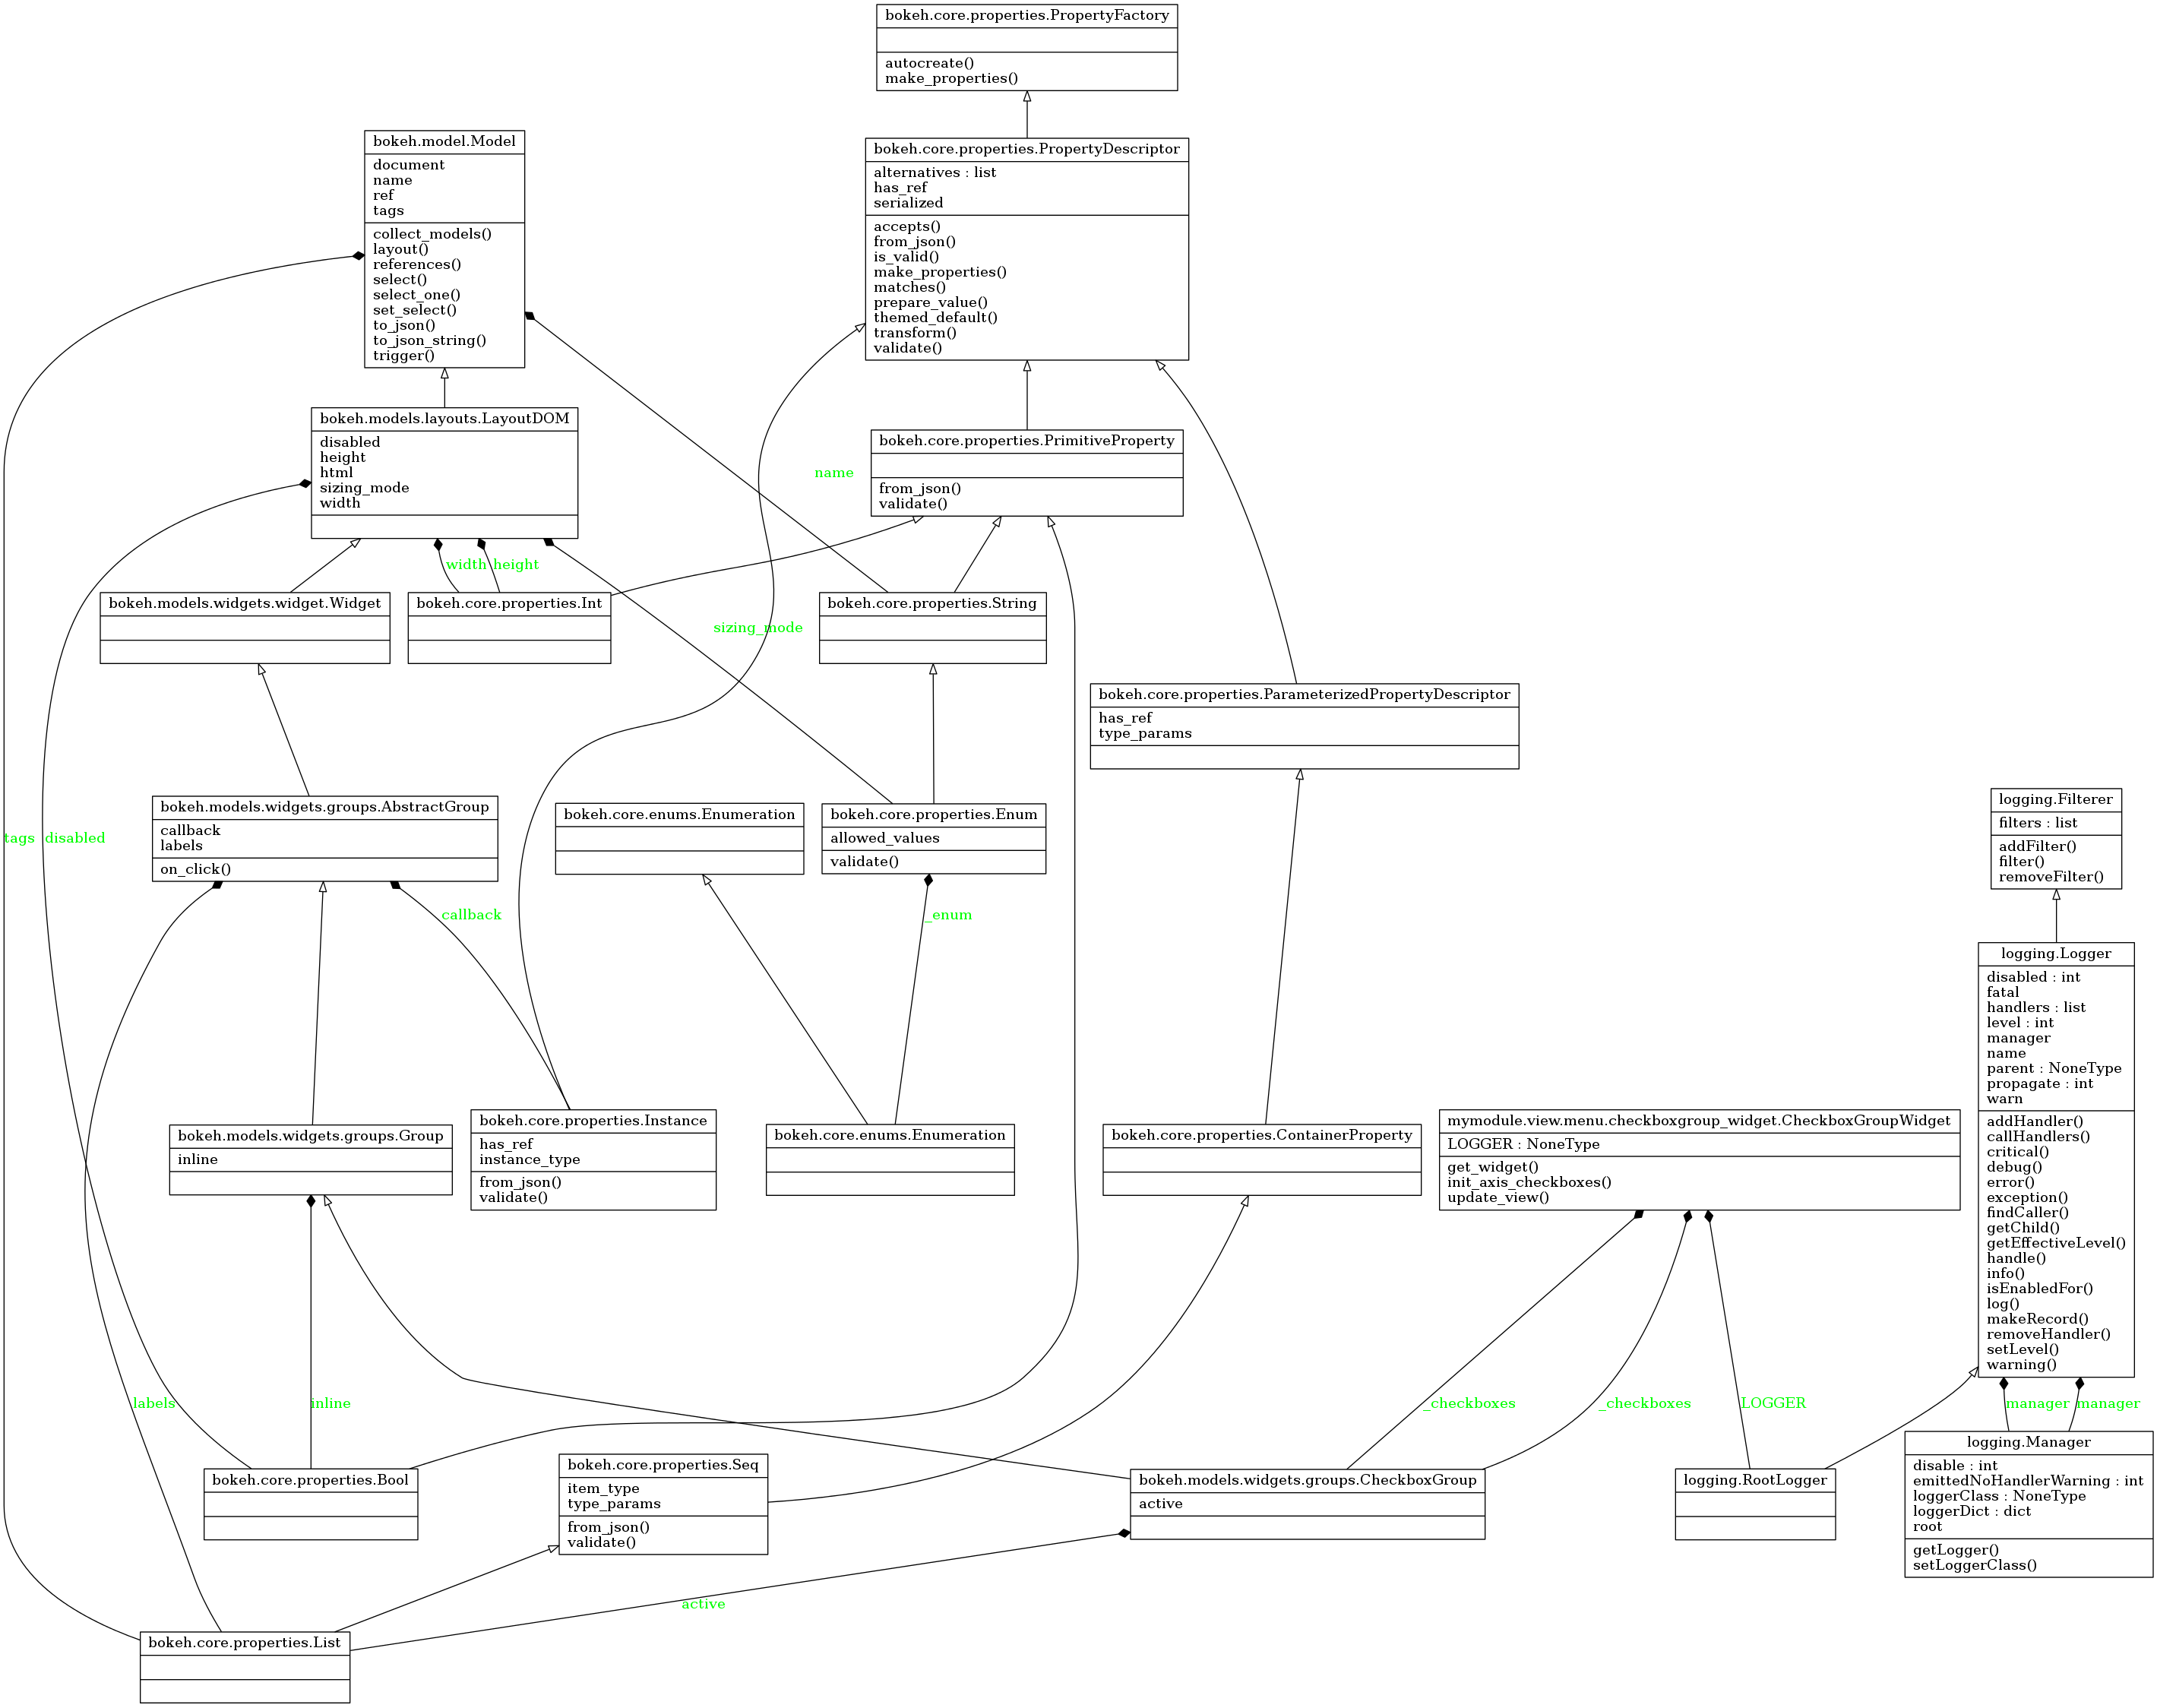 bokeh.core.properties.PropertyFactory
autocreate()
make_properties()
bokeh.model.Model
document
name
ref
tags
collect_models()
layout()
references()
select()
select_one()
set_select()
to_json()
to_json_string()
trigger()
bokeh.core.properties.PropertyDescriptor
alternatives : list
has_ref
serialized
accepts()
from_json()
is_valid()
make_properties()
matches()
prepare_value()
themed_default()
transform()
validate()
bokeh.models.layouts.LayoutDOM
disabled
height
html
sizing_mode
width
name
bokeh.core.properties.PrimitiveProperty
from_json()
validate()
width
height
bokeh.models.widgets.widget.Widget
bokeh.core.properties.Int
sizing_mode
bokeh.core.properties.String
bokeh.core.properties.ParameterizedPropertyDescriptor
has_ref
type_params
tags
disabled
bokeh.models.widgets.groups.AbstractGroup
callback
labels
on_click()
bokeh.core.enums.Enumeration
bokeh.core.properties.Enum
allowed_values
validate()
logging.Filterer
filters : list
addFilter()
filter()
removeFilter()
callback
_enum
logging.Logger
disabled : int
fatal
handlers : list
level : int
manager
name
parent : NoneType
propagate : int
warn
addHandler()
callHandlers()
critical()
debug()
error()
exception()
findCaller()
getChild()
getEffectiveLevel()
handle()
info()
isEnabledFor()
log()
makeRecord()
removeHandler()
setLevel()
warning()
bokeh.models.widgets.groups.Group
inline
bokeh.core.properties.Instance
has_ref
instance_type
from_json()
validate()
bokeh.core.enums.Enumeration
bokeh.core.properties.ContainerProperty
mymodule.view.menu.checkboxgroup_widget.CheckboxGroupWidget
LOGGER : NoneType
get_widget()
init_axis_checkboxes()
update_view()
labels
inline
_checkboxes
_checkboxes
LOGGER
manager
manager
bokeh.core.properties.Bool
bokeh.core.properties.Seq
item_type
type_params
from_json()
validate()
bokeh.models.widgets.groups.CheckboxGroup
active
logging.RootLogger
logging.Manager
disable : int
emittedNoHandlerWarning : int
loggerClass : NoneType
loggerDict : dict
root
getLogger()
setLoggerClass()
active
bokeh.core.properties.List